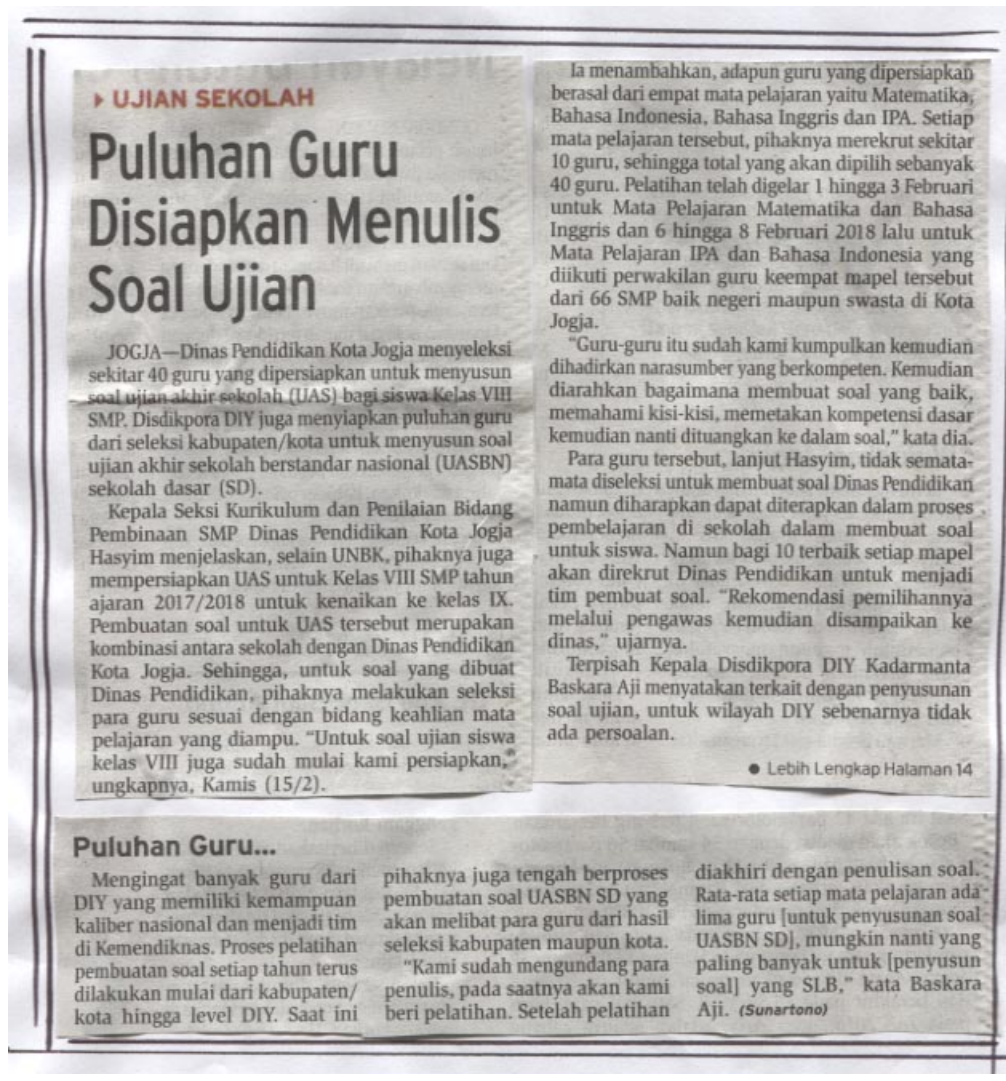 ▸ UJIAN SEKOLAH
Puluhan Guru
Disiapkan Menulis
Soal Ujian
JOGJA—Dinas Pendidikan Kota Jogja menyeleksi
sekitar 40 guru yang dipersiapkan untuk menyusun
soal ujian akhir sekolah (UAS) bagi siswa Kelas VIII
SMP. Disdikpora DIY juga menyiapkan puluhan guru
dari seleksi kabupaten/kota untuk menyusun soal
ujian akhir sekolah berstandar nasional (UASBN)
sekolah dasar (SD).
Kepala Seksi Kurikulum dan Penilaian Bidang
Pembinaan SMP Dinas Pendidikan Kota Jogja
Hasyim menjelaskan, selain UNBK, pihaknya juga
mempersiapkan UAS untuk Kelas VIII SMP tahun
ajaran 2017/2018 untuk kenaikan ke kelas IX.
Pembuatan soal untuk UAS tersebut merupakan
kombinasi antara sekolah dengan Dinas Pendidikan
Kota Jogja. Sehingga, untuk soal yang dibuat
Dinas Pendidikan, pihaknya melakukan seleksi
para guru sesuai dengan bidang keahlian mata
pelajaran yang diampu. “Untuk soal ujian siswa
kelas VIII juga sudah mulai kami persiapkan,”
ungkapnya, Kamis (15/2).
Ia menambahkan, adapun guru yang dipersiapkan
berasal dari empat mata pelajaran yaitu Matematika,
Bahasa Indonesia, Bahasa Inggris dan IPA. Setiap
mata pelajaran tersebut, pihaknya merekrut sekitar
10 guru, sehingga total yang akan dipilih sebanyak
40 guru. Pelatihan telah digelar 1 hingga 3 Februari
untuk Mata Pelajaran Matematika dan Bahasa
Inggris dan 6 hingga 8 Februari 2018 lalu untuk
Mata Pelajaran IPA dan Bahasa Indonesia yang
diikuti perwakilan guru keempat mapel tersebut
dari 66 SMP baik negeri maupun swasta di Kota
Jogja.
“Guru-guru itu sudah kami kumpulkan kemudian
dihadirkan narasumber yang berkompeten. Kemudian
diarahkan bagaimana membuat soal yang baik,
memahami kisi-kisi, memetakan kompetensi dasar
kemudian nanti dituangkan ke dalam soal,” kata dia.
Para guru tersebut, lanjut Hasyim, tidak semata-
mata diseleksi untuk membuat soal Dinas Pendidikan
namun diharapkan dapat diterapkan dalam proses
pembelajaran di sekolah dalam membuat soal
untuk siswa. Namun bagi 10 terbaik setiap mapel
akan direkrut Dinas Pendidikan untuk menjadi
tim pembuat soal. “Rekomendasi pemilihannya
melalui pengawas kemudian disampaikan ke
dinas,” ujarnya.
Terpisah Kepala Disdikpora DIY Kadarmanta
Baskara Aji menyatakan terkait dengan penyusunan
soal ujian, untuk wilayah DIY sebenarnya tidak
ada persoalan.
● Lebih Lengkap Halaman 14
Puluhan Guru...
Mengingat banyak guru dari
DIY yang memiliki kemampuan
kaliber nasional dan menjadi tim
di Kemendiknas. Proses pelatihan
pembuatan soal setiap tahun terus
dilakukan mulai dari kabupaten/
kota hingga level DIY. Saat ini
pihaknya juga tengah berproses
pembuatan soal UASBN SD yang
akan melibat para guru dari hasil
seleksi kabupaten maupun kota.
“Kami sudah mengundang para
penulis, pada saatnya akan kami
beri pelatihan. Setelah pelatihan
diakhiri dengan penulisan soal.
Rata-rata setiap mata pelajaran ada
lima guru [untuk penyusunan soal
UASBN SD], mungkin nanti yang
paling banyak untuk [penyusun
soal] yang SLB,” kata Baskara
Aji. (Sunartono)